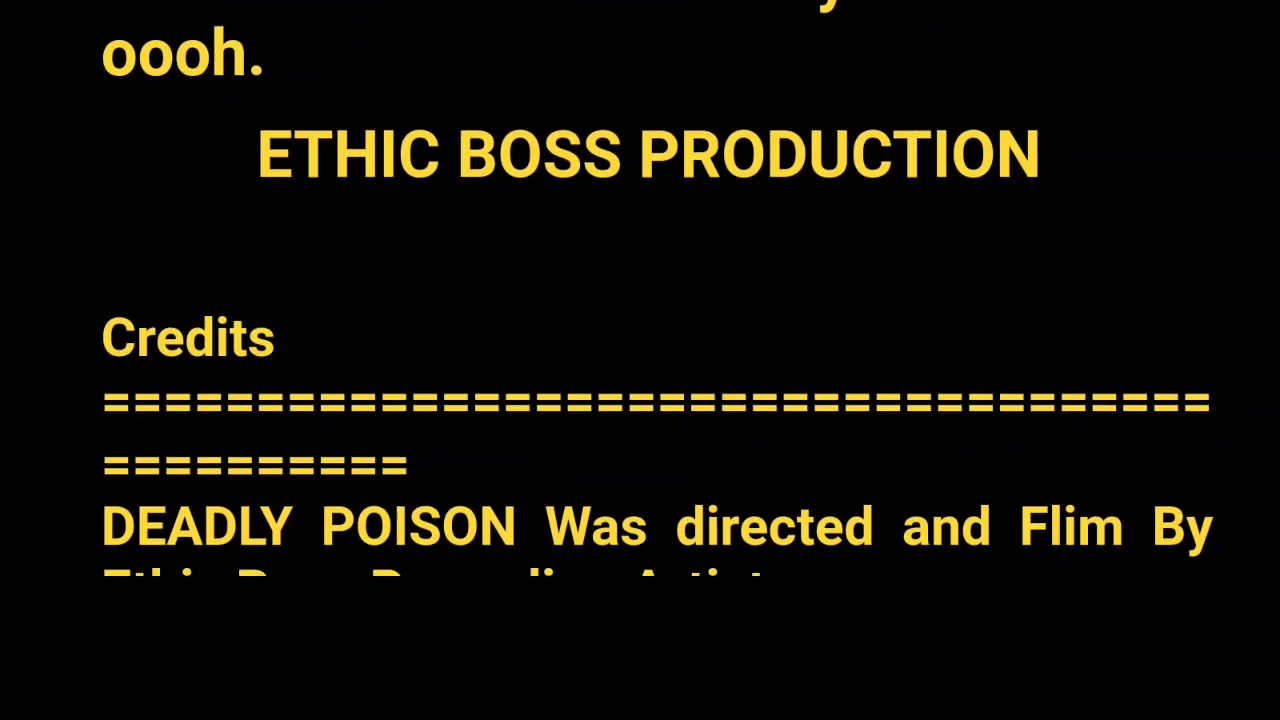 oooh.
ETHIC BOSS PRODUCTION
Credits
====================================
==========
DEADLY POISON Was directed and Flim By